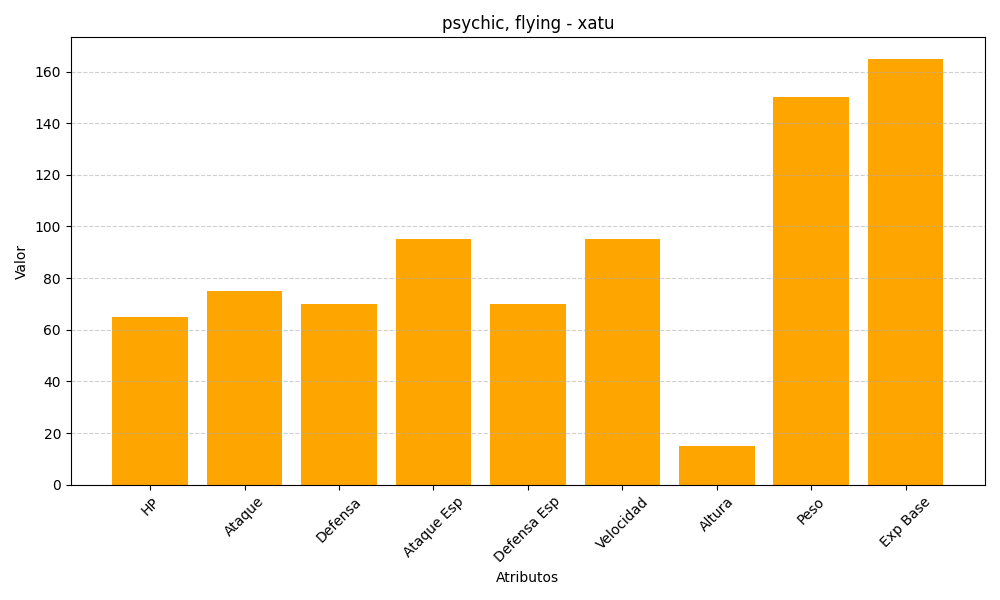 psychic, flying - xatu
Valor
160
140
120
100
80
60
40
20
0
HP
Ataque
Defensa
Ataque Esp
Defensa Esp
Velocidad
Altura
Peso
Exp Base
Atributos